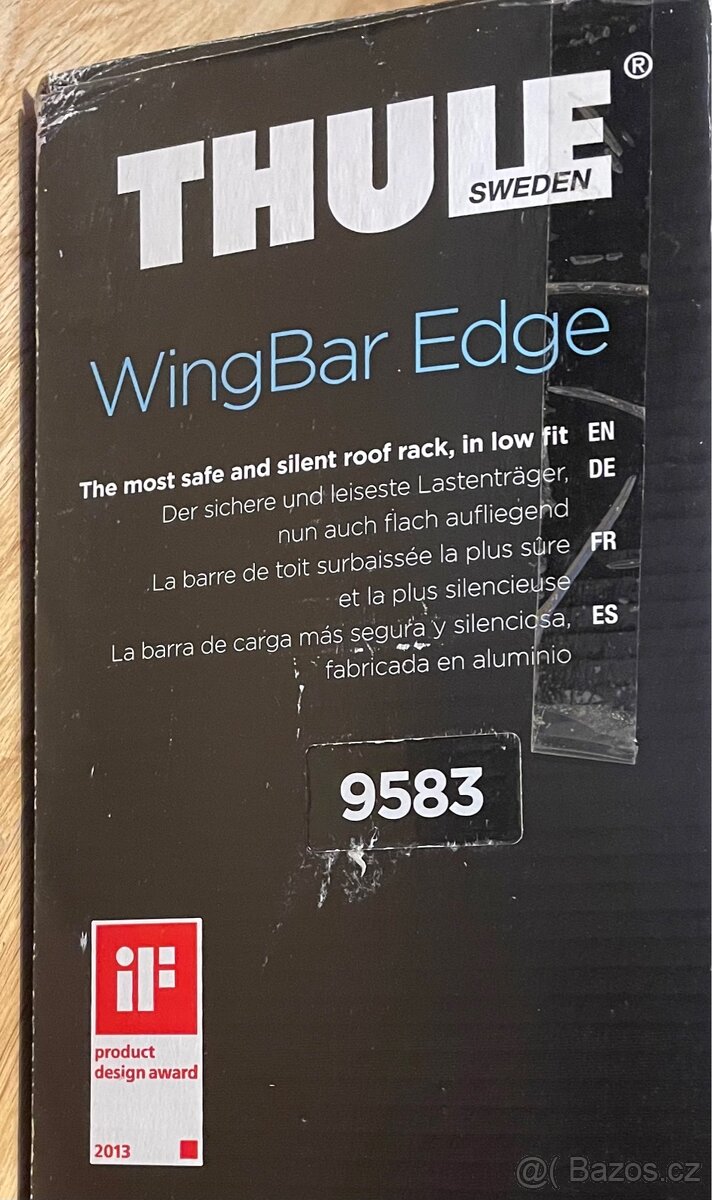 THULE®
SWEDEN
WingBar Edge
The most safe and silent roof rack, in low fit EN
Der sichere und leiseste Lastenträger, DE
nun auch flach aufliegend
La barre de toit surbaissée la plus sûre FR
et la plus silencieuse
La barra de carga más segura y silenciosa, ES
fabricada en aluminio
9583
iF
product
design award
2013
@( Bazos.cz